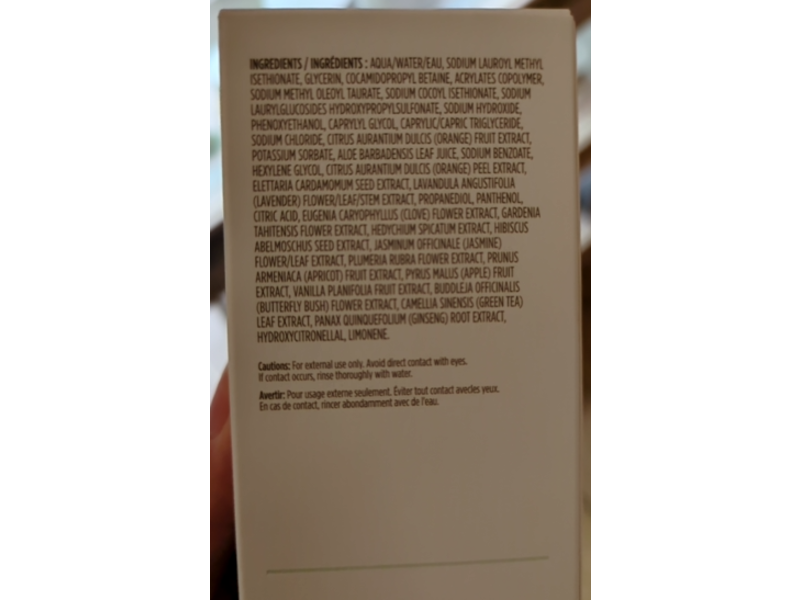 INGREDIENTS / INGRÉDIENTS : AQUA/WATER/EAU, SODIUM LAUROYL METHYL
ISETHIONATE, GLYCERIN, COCAMIDOPROPYL BETAINE, ACRYLATES COPOLYMER,
SODIUM METHYL OLEOYL TAURATE, SODIUM COCOYL ISETHIONATE, SODIUM
LAURYLGLUCOSIDES HYDROXYPROPYLSULFONATE, SODIUM HYDROXIDE,
PHENOXYETHANOL, CAPRYLYL GLYCOL, CAPRYLIC/CAPRIC TRIGLYCERIDE,
SODIUM CHLORIDE, CITRUS AURANTIUM DULCIS (ORANGE) FRUIT EXTRACT,
POTASSIUM SORBATE, ALOE BARBADENSIS LEAF JUICE, SODIUM BENZOATE,
HEXYLENE GLYCOL, CITRUS AURANTIUM DULCIS (ORANGE) PEEL EXTRACT,
ELETTARIA CARDAMOMUM SEED EXTRACT, LAVANDULA ANGUSTIFOLIA
(LAVENDER) FLOWER/LEAF/STEM EXTRACT, PROPANEDIOL, PANTHENOL,
CITRIC ACID, EUGENIA CARYOPHYLLUS (CLOVE) FLOWER EXTRACT, GARDENIA
TAHITENSIS FLOWER EXTRACT, HEDYCHIUM SPICATUM EXTRACT, HIBISCUS
ABELMOSCHUS SEED EXTRACT, JASMINUM OFFICINALE (JASMINE)
FLOWER/LEAF EXTRACT, PLUMERIA RUBRA FLOWER EXTRACT, PRUNUS
ARMENIACA (APRICOT) FRUIT EXTRACT, PYRUS MALUS (APPLE) FRUIT
EXTRACT, VANILLA PLANIFOLIA FRUIT EXTRACT, BUDDLEJA OFFICINALIS
(BUTTERFLY BUSH) FLOWER EXTRACT, CAMELLIA SINENSIS (GREEN TEA)
LEAF EXTRACT, PANAX QUINQUEFOLIUM (GINSENG) ROOT EXTRACT,
HYDROXYCITRONELLAL, LIMONENE.
Cautions: For external use only. Avoid direct contact with eyes.
If contact occurs, rinse thoroughly with water.
Avertir: Pour usage externe seulement. Éviter tout contact avecles yeux.
En cas de contact, rincer abondamment avec de l'eau.